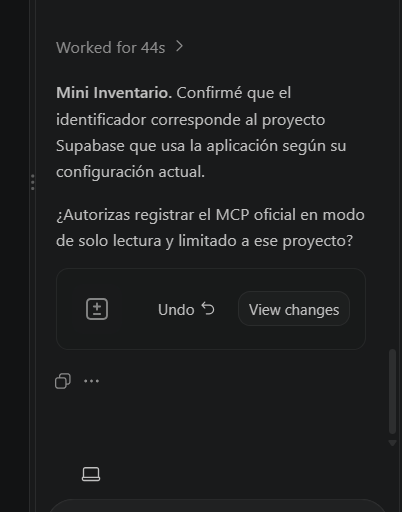 Worked for 44s
Mini Inventario. Confirmé que el
identificador corresponde al proyecto
Supabase que usa la aplicación según su
configuración actual.
¿Autorizas registrar el MCP oficial en modo
de solo lectura y limitado a ese proyecto?
Undo
View changes